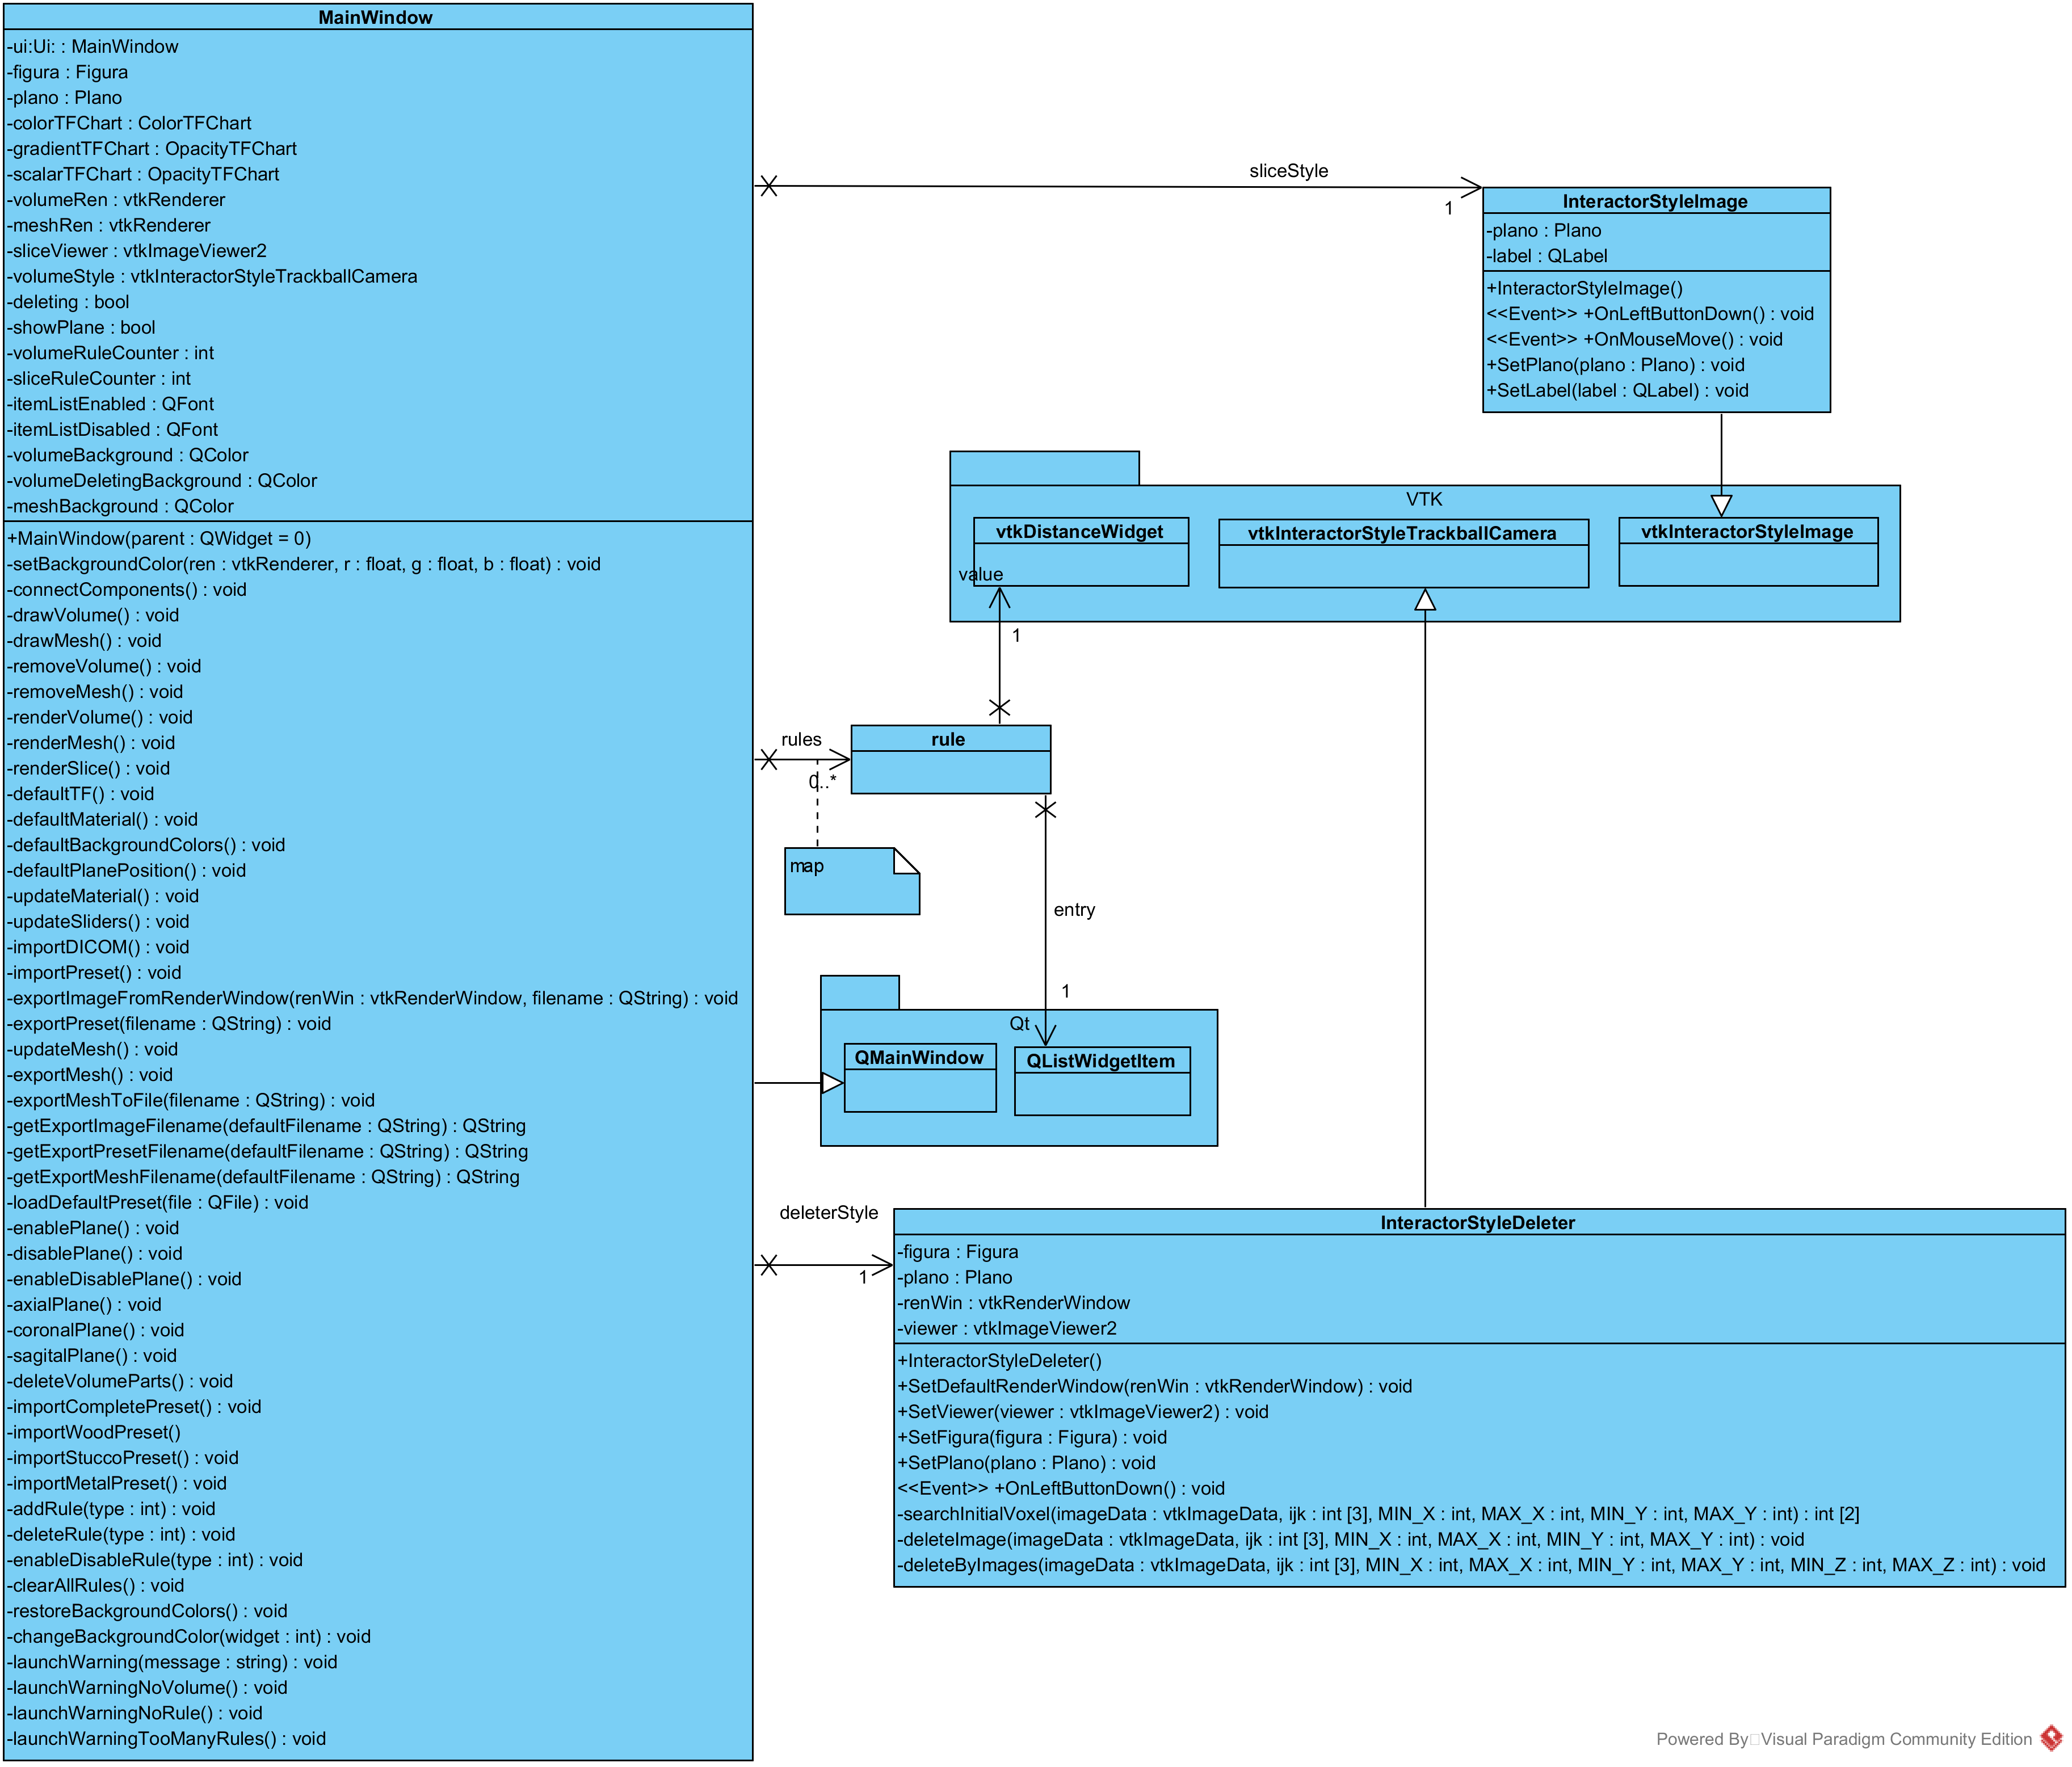 MainWindow
-ui:Ui: : MainWindow
-figura : Figura
-plano : Plano
-colorTFChart : ColorTFChart
-gradientTFChart : OpacityTFChart
-scalarTFChart : OpacityTFChart
-volumeRen : vtkRenderer
-meshRen : vtkRenderer
-sliceViewer : vtkImageViewer2
-volumeStyle : vtkInteractorStyleTrackballCamera
-deleting : bool
-showPlane : bool
-volumeRuleCounter : int
-sliceRuleCounter : int
-itemListEnabled : QFont
-itemListDisabled : QFont
-volumeBackground : QColor
-volumeDeletingBackground : QColor
-meshBackground : QColor
+MainWindow(parent : QWidget = 0)
-setBackgroundColor(ren : vtkRenderer, r : float, g : float, b : float) : void
-connectComponents() : void
-drawVolume() : void
-drawMesh() : void
-removeVolume() : void
-removeMesh() : void
-renderVolume() : void
-renderMesh() : void
-renderSlice() : void
-defaultTF() : void
-defaultMaterial() : void
-defaultBackgroundColors() : void
-defaultPlanePosition() : void
-updateMaterial() : void
-updateSliders() : void
-importDICOM() : void
-importPreset() : void
-exportImageFromRenderWindow(renWin : vtkRenderWindow, filename : QString) : void
-exportPreset(filename : QString) : void
-updateMesh() : void
-exportMesh() : void
-exportMeshToFile(filename : QString) : void
-getExportImageFilename(defaultFilename : QString) : QString
-getExportPresetFilename(defaultFilename : QString) : QString
-getExportMeshFilename(defaultFilename : QString) : QString
-loadDefaultPreset(file : QFile) : void
-enablePlane() : void
-disablePlane() : void
-enableDisablePlane() : void
-axialPlane() : void
-coronalPlane() : void
-sagitalPlane() : void
-deleteVolumeParts() : void
-importCompletePreset() : void
-importWoodPreset()
-importStuccoPreset() : void
-importMetalPreset() : void
-addRule(type : int) : void
-deleteRule(type : int) : void
-enableDisableRule(type : int) : void
-clearAllRules() : void
-restoreBackgroundColors() : void
-changeBackgroundColor(widget : int) : void
-launchWarning(message : string) : void
-launchWarningNoVolume() : void
-launchWarningNoRule() : void
-launchWarningTooManyRules() : void
sliceStyle
1
InteractorStyleImage
-plano : Plano
-label : QLabel
+InteractorStyleImage()
<<Event>> +OnLeftButtonDown() : void
<<Event>> +OnMouseMove() : void
+SetPlano(plano : Plano) : void
+SetLabel(label : QLabel) : void
VTK
vtkDistanceWidget
vtkInteractorStyleTrackballCamera
vtkInteractorStyleImage
value
1
rules
0..*
rule
map
entry
1
Qt
QMainWindow
QListWidgetItem
deleterStyle
1
InteractorStyleDeleter
-figura : Figura
-plano : Plano
-renWin : vtkRenderWindow
-viewer : vtkImageViewer2
+InteractorStyleDeleter()
+SetDefaultRenderWindow(renWin : vtkRenderWindow) : void
+SetViewer(viewer : vtkImageViewer2) : void
+SetFigura(figura : Figura) : void
+SetPlano(plano : Plano) : void
<<Event>> +OnLeftButtonDown() : void
-searchInitialVoxel(imageData : vtkImageData, ijk : int [3], MIN_X : int, MAX_X : int, MIN_Y : int, MAX_Y : int) : int [2]
-deleteImage(imageData : vtkImageData, ijk : int [3], MIN_X : int, MAX_X : int, MIN_Y : int, MAX_Y : int) : void
-deleteByImages(imageData : vtkImageData, ijk : int [3], MIN_X : int, MAX_X : int, MIN_Y : int, MAX_Y : int, MIN_Z : int, MAX_Z : int) : void
Powered By Visual Paradigm Community Edition